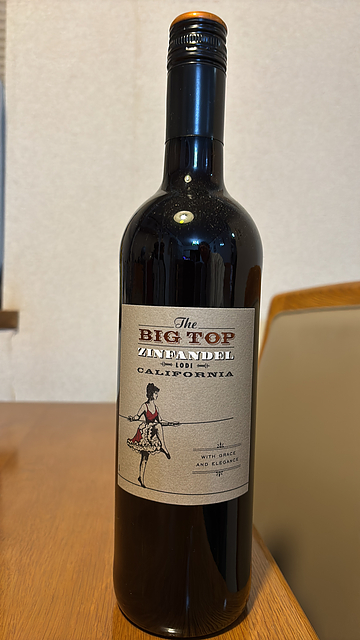 The
BIG TOP
ZINFANDEL
LODI
CALIFORNIA
WITH GRACE
AND ELEGANCE